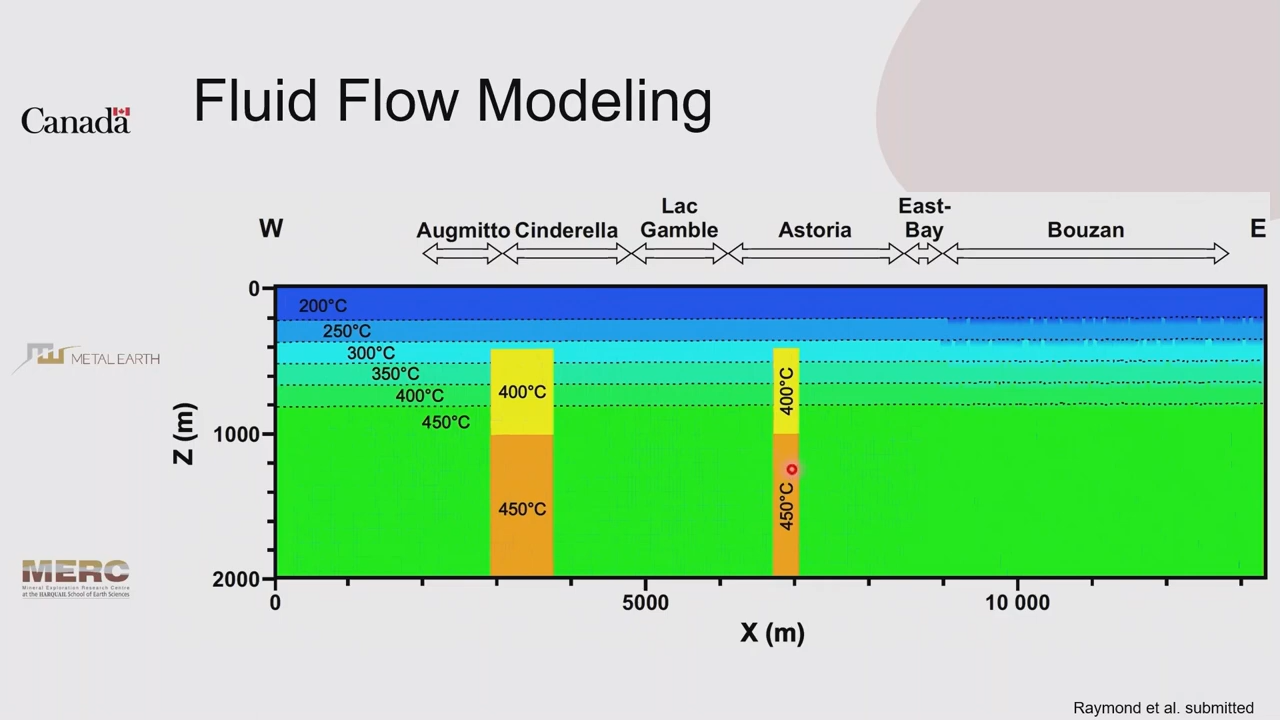 Fluid Flow Modeling
Canada
W
Augmitto
Cinderella
Lac
Gamble
Astoria
East-
Bay
Bouzan
E
0
200°C
250°C
300°C
350°C
400°C
450°C
400°C
450°C
400°C
450°C
Z (m)
1000
2000
0
5000
10 000
X (m)
METAL EARTH
MERC
Mineral Exploration Research Centre
at the HARQUAIL School of Earth Sciences
Raymond et al. submitted